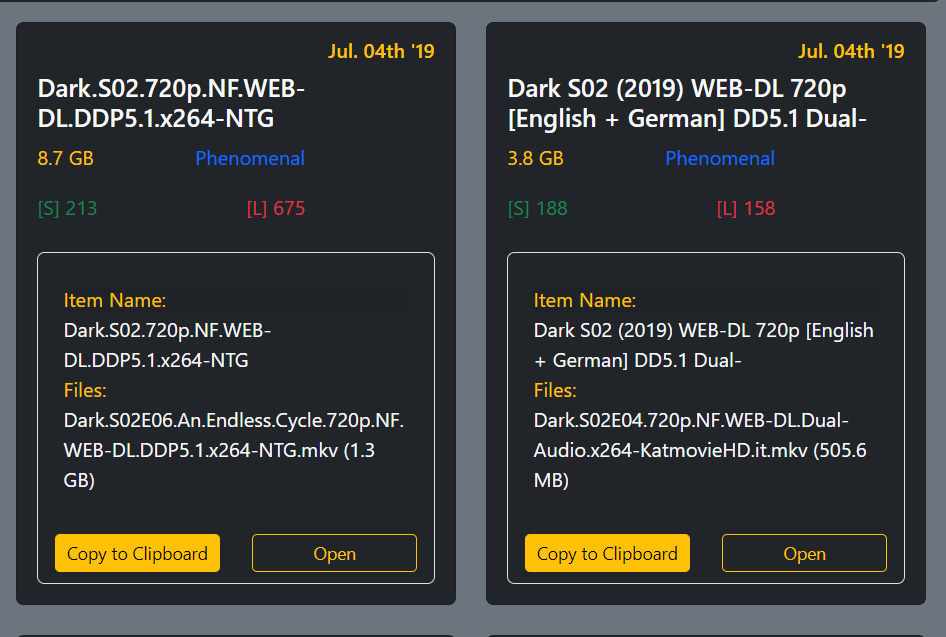 Jul. 04th '19
Dark.S02.720p.NF.WEB-
DL.DDP5.1.x264-NTG
8.7 GB Phenomenal
[S] 213 [L] 675
Item Name:
Dark.S02.720p.NF.WEB-
DL.DDP5.1.x264-NTG
Files:
Dark.S02E06.An.Endless.Cycle.720p.NF.
WEB-DL.DDP5.1.x264-NTG.mkv (1.3
GB)
Copy to Clipboard Open
Jul. 04th '19
Dark S02 (2019) WEB-DL 720p
[English + German] DD5.1 Dual-
3.8 GB Phenomenal
[S] 188 [L] 158
Item Name:
Dark S02 (2019) WEB-DL 720p [English
+ German] DD5.1 Dual-
Files:
Dark.S02E04.720p.NF.WEB-DL.Dual-
Audio.x264-KatmovieHD.it.mkv (505.6
MB)
Copy to Clipboard Open